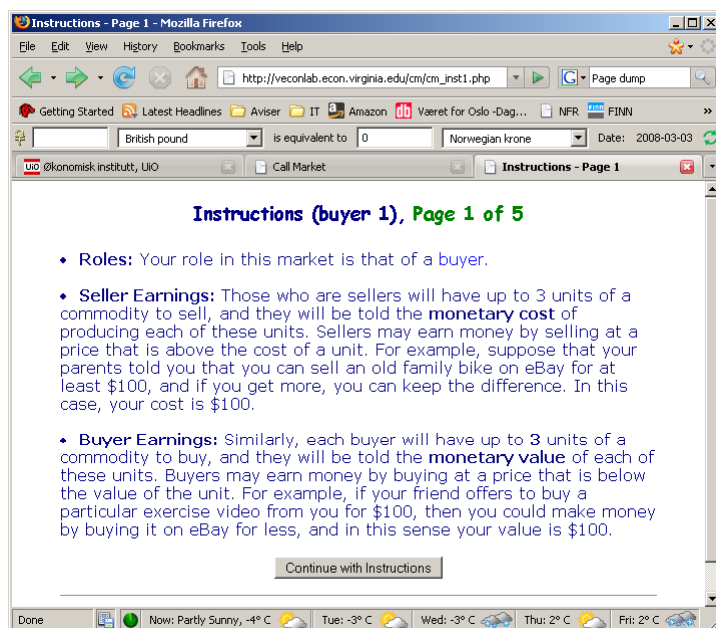 Instructions - Page 1 - Mozilla Firefox
File Edit View History Bookmarks Tools Help
http://veconlab.econ.virginia.edu/cm/cm_inst1.php G Page dump
Getting Started Latest Headlines Aviser IT Amazon db Været for Oslo -Dag... NFR FINN FINN »
British pound is equivalent to 0 Norwegian krone Date: 2008-03-03
UiO Økonomisk institutt, UiO Call Market Instructions - Page 1
Instructions (buyer 1), Page 1 of 5
• Roles: Your role in this market is that of a buyer.
• Seller Earnings: Those who are sellers will have up to 3 units of a
commodity to sell, and they will be told the monetary cost of
producing each of these units. Sellers may earn money by selling at a
price that is above the cost of a unit. For example, suppose that your
parents told you that you can sell an old family bike on eBay for at
least $100, and if you get more, you can keep the difference. In this
case, your cost is $100.
• Buyer Earnings: Similarly, each buyer will have up to 3 units of a
commodity to buy, and they will be told the monetary value of each of
these units. Buyers may earn money by buying at a price that is below
the value of the unit. For example, if your friend offers to buy a
particular exercise video from you for $100, then you could make money
by buying it on eBay for less, and in this sense your value is $100.
Continue with Instructions
Done Now: Partly Sunny, -4° C Tue: -3° C Wed: -3° C Thu: 2° C Fri: 2° C